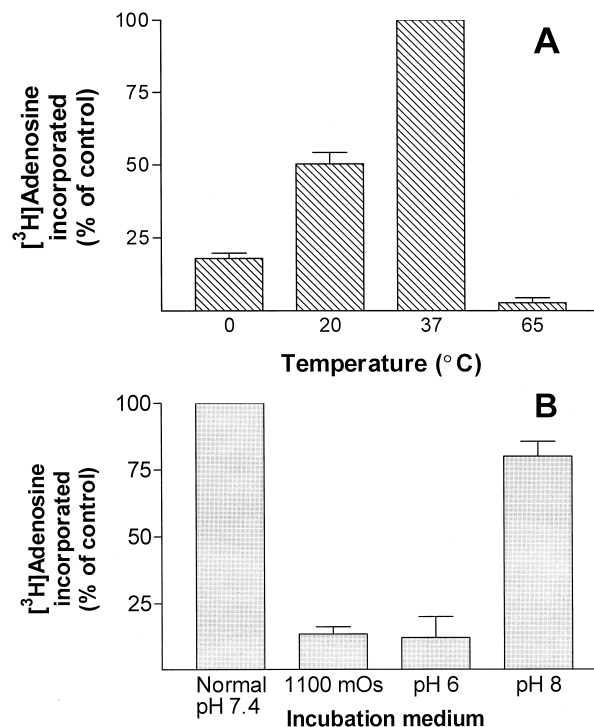 A
100
75
50
25
[³H]Adenosine
incorporated
(% of control)
0 20 37 65
Temperature (°C)
B
100
75
50
25
[³H]Adenosine
incorporated
(% of control)
Normal 1100 mOs pH 6 pH 8
pH 7.4
Incubation medium